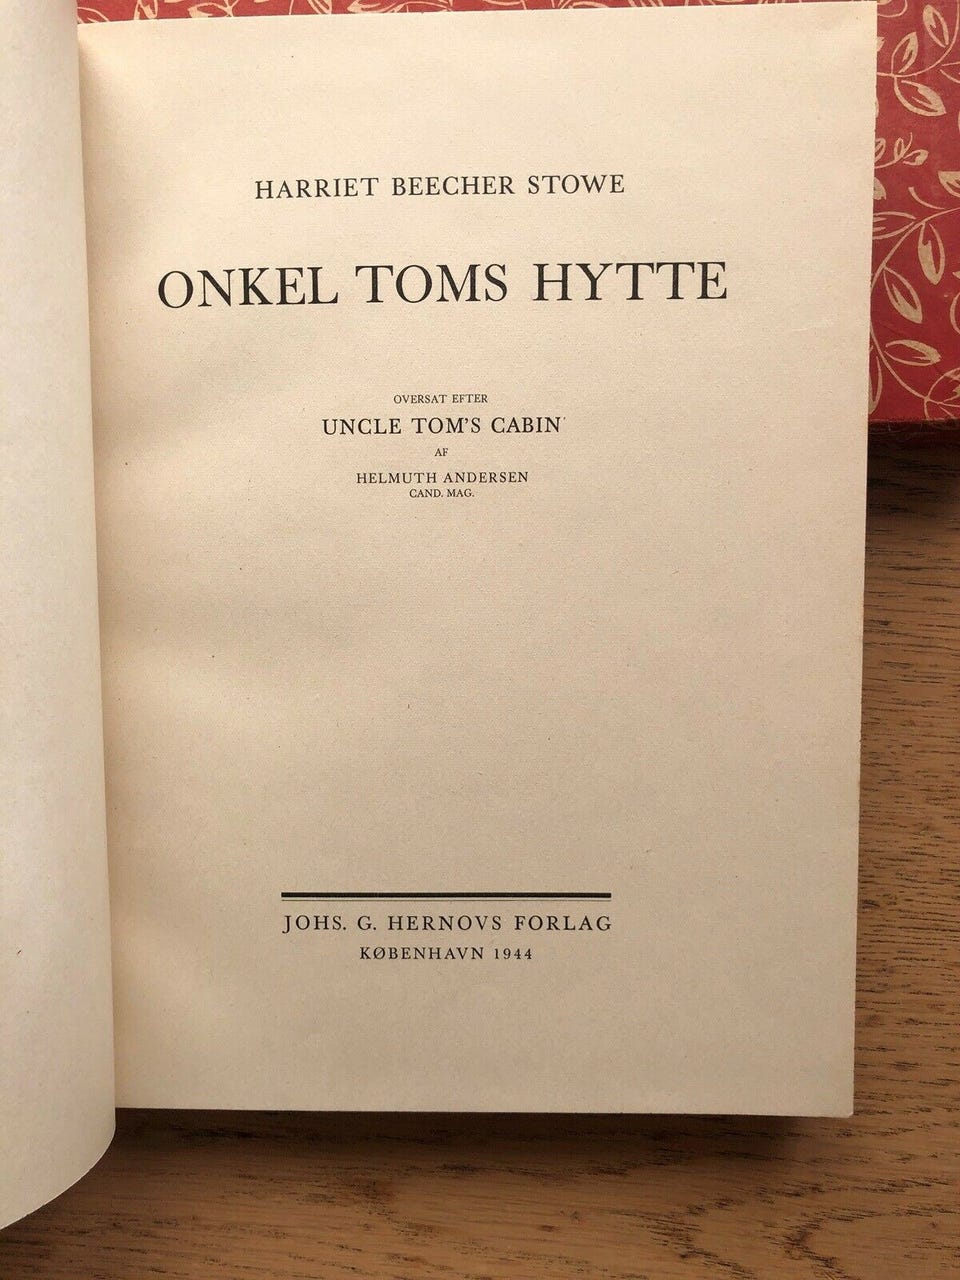 HARRIET BEECHER STOWE
ONKEL TOMS HYTTE
OVERSAT EFTER
UNCLE TOM'S CABIN
AF
HELMUTH ANDERSEN
CAND. MAG.
JOHS. G. HERNOVS FORLAG
KØBENHAVN 1944